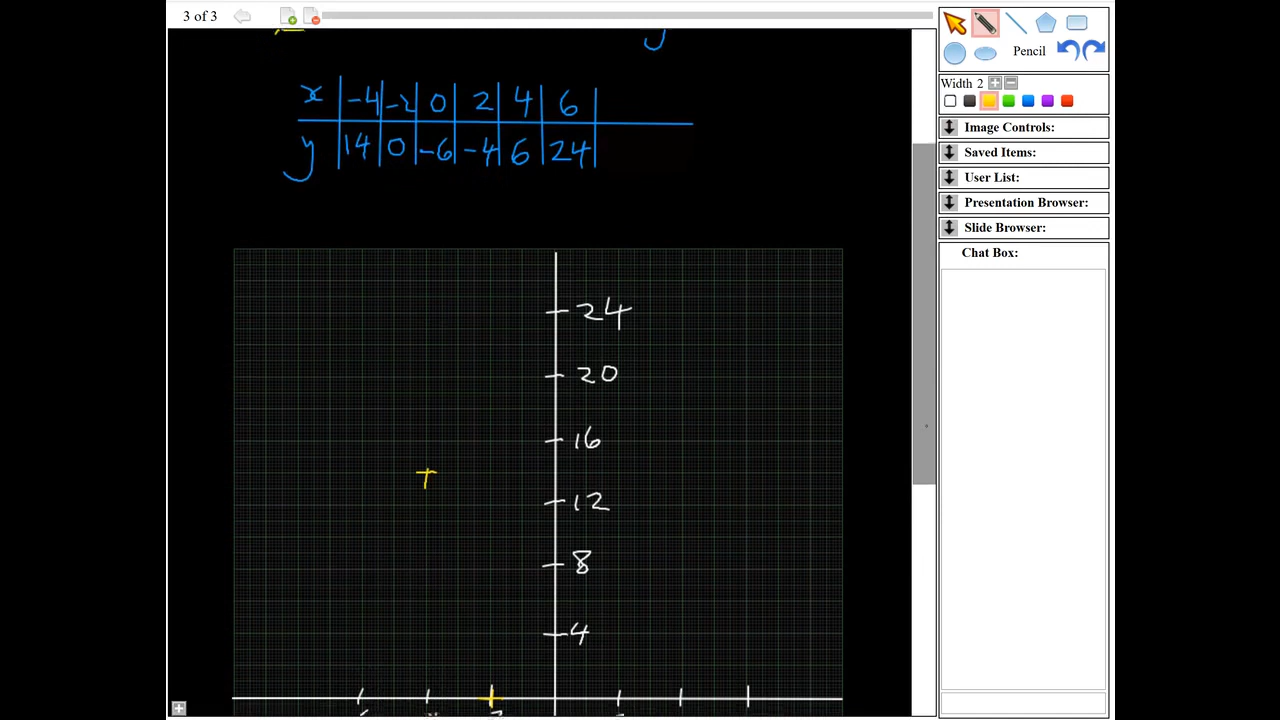 3 of 3
Pencil
Width 2
x -4 -2 0 2 4 6
y 14 0 -6 -4 6 24
Image Controls:
Saved Items:
User List:
Presentation Browser:
Slide Browser:
Chat Box:
24
20
16
12
8
4